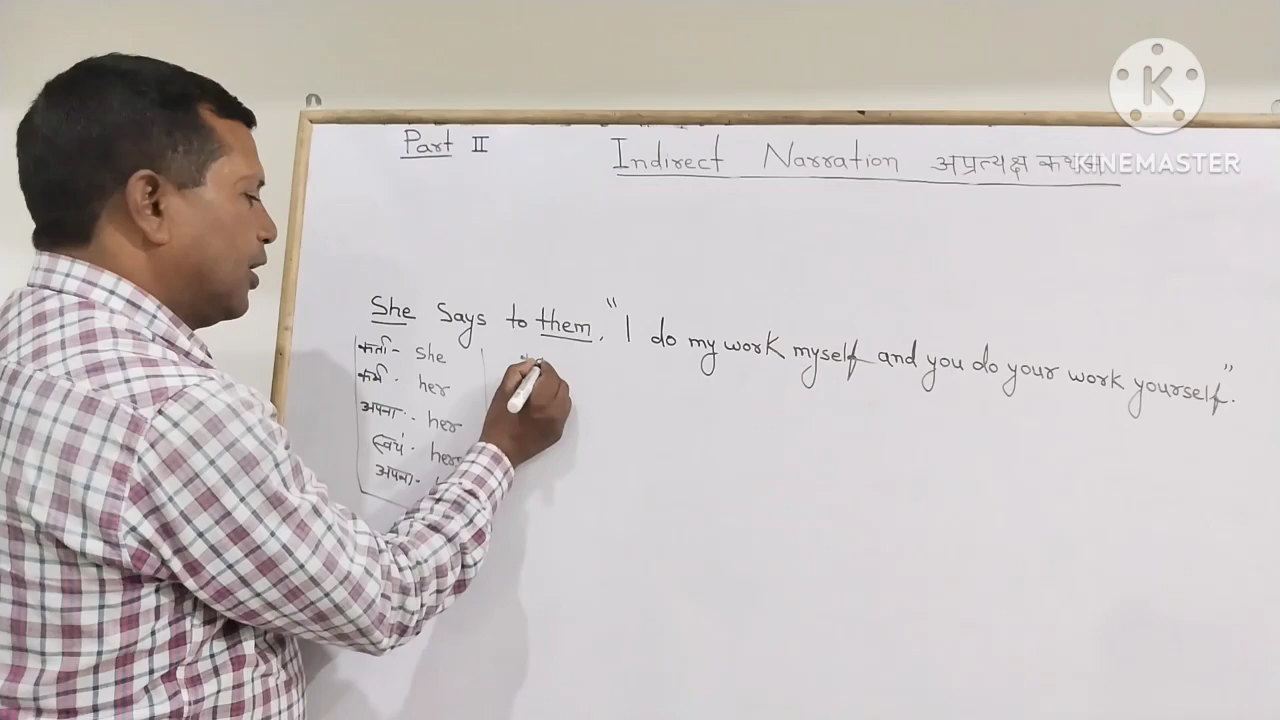 Part II
Indirect Narration अप्रत्यक्ष कथन
KINEMASTER
She Says to them, "I do my work myself and you do your work yourself".
कर्ता - she
कर्म - her
अपना - her
स्वयं - her
अपना -